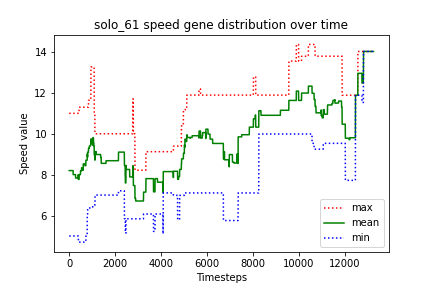 solo_61 speed gene distribution over time
Speed value
14
12
10
8
6
max
mean
min
0
2000
4000
6000
8000
10000
12000
Timesteps